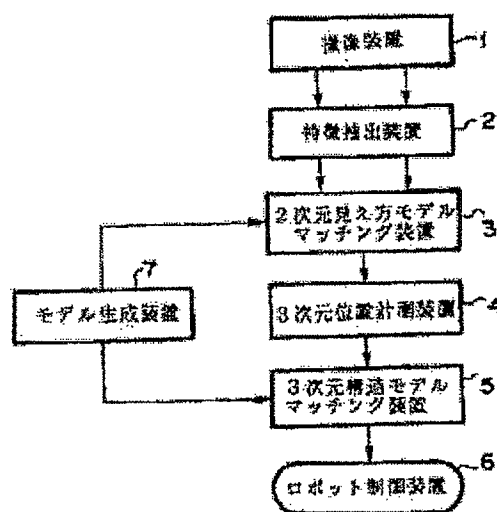 撮像装置
1
特徴抽出装置
2
2次元見え方モデル
マッチング装置
3
7
モデル生成装置
3次元位置計測装置
4
3次元構造モデル
マッチング装置
5
6
ロボット制御装置